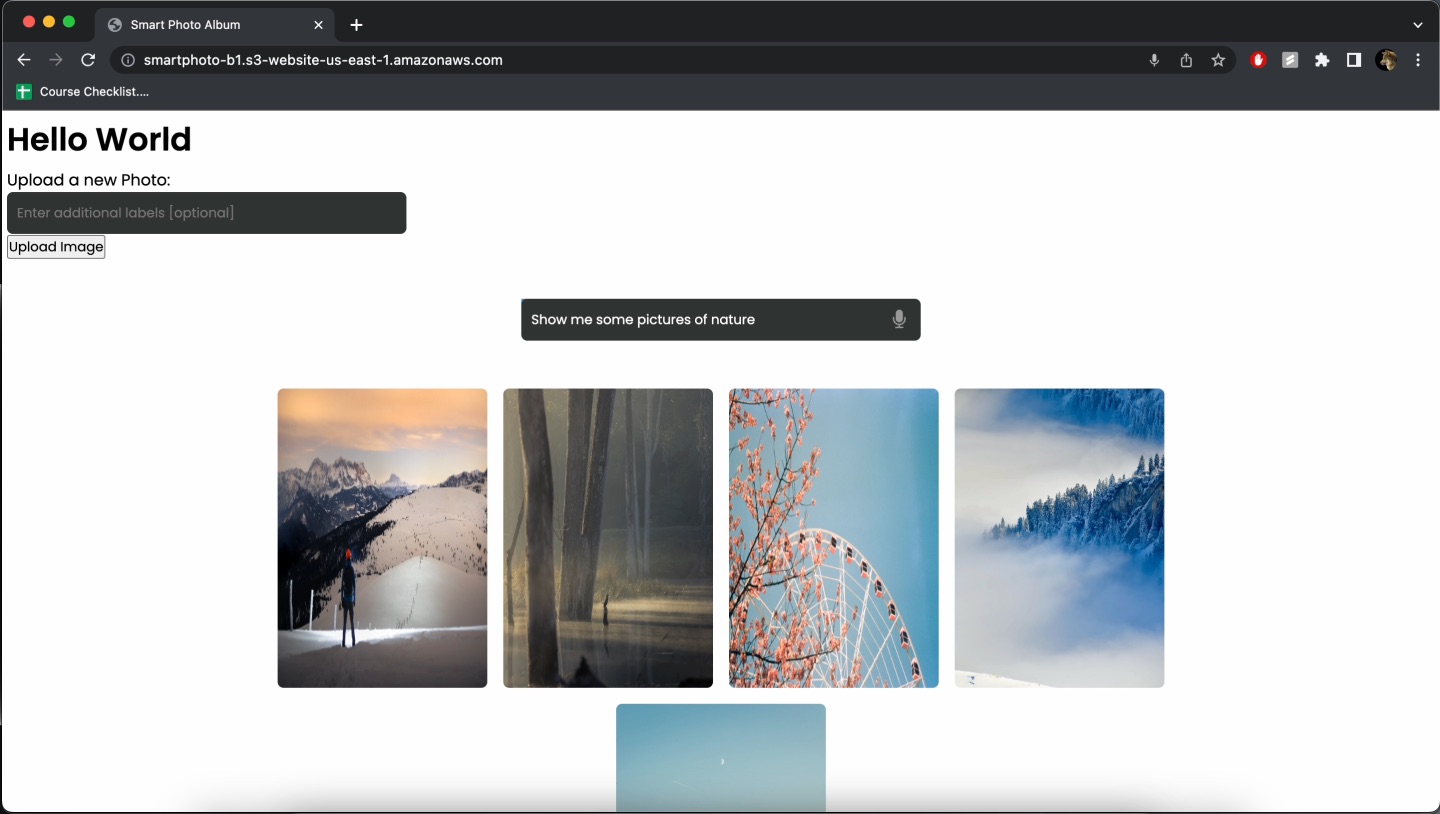 Smart Photo Album
smartphoto-b1.s3-website-us-east-1.amazonaws.com
Course Checklist....
Hello World
Upload a new Photo:
Enter additional labels [optional]
Upload Image
Show me some pictures of nature